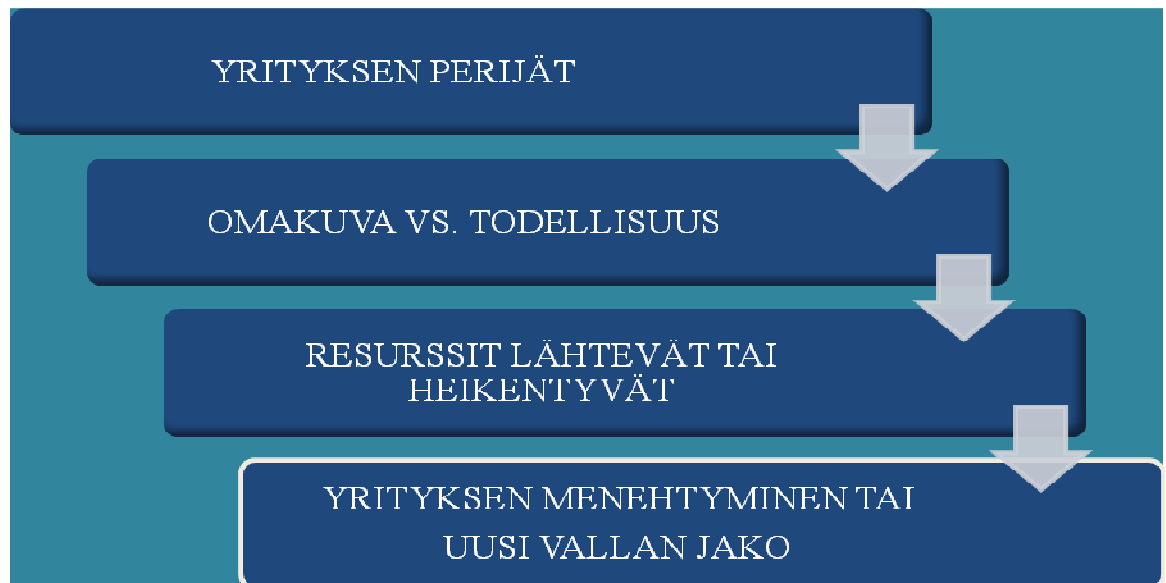 YRITYKSEN PERIJÄT
OMAKUVA VS. TODELLISUUS
RESURSSIT LÄHTEVÄT TAI
HEIKENTYVÄT
YRITYKSEN MENEHTYMINEN TAI
UUSI VALLAN JAKO